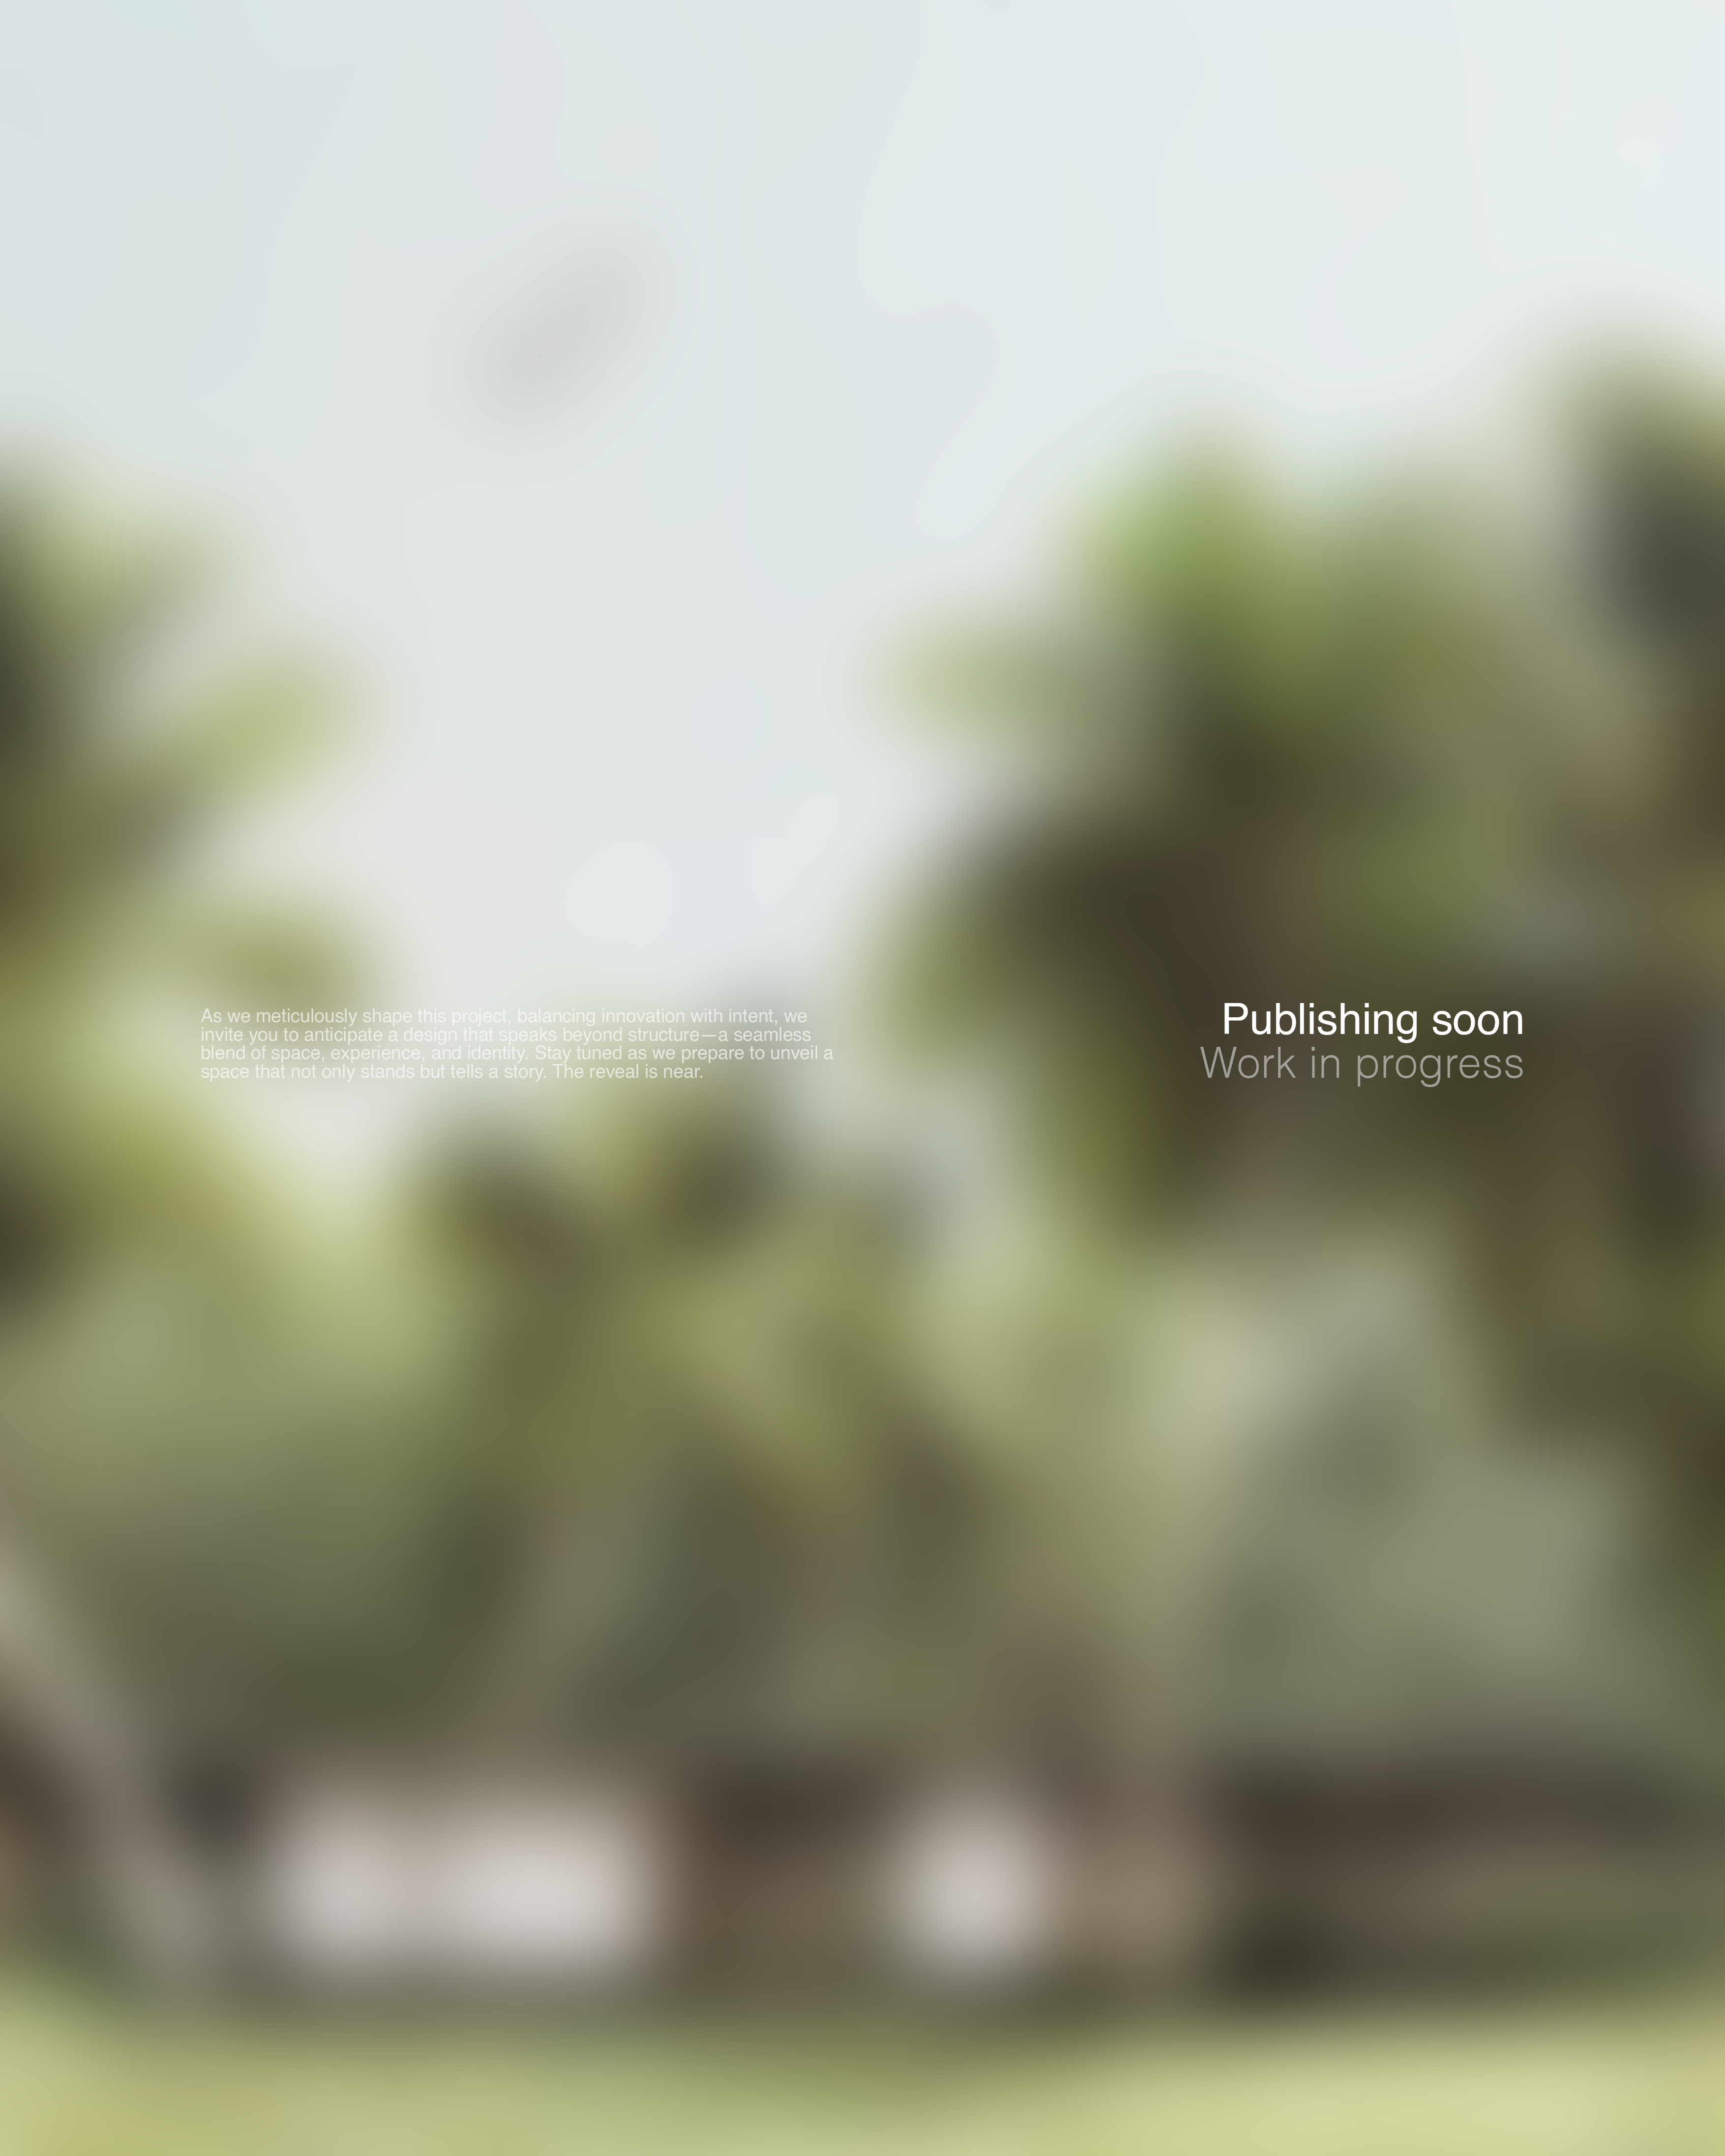 As we meticulously shape this project, balancing innovation with intent, we
invite you to anticipate a design that speaks beyond structure—a seamless
blend of space, experience, and identity. Stay tuned as we prepare to unveil a
space that not only stands but tells a story. The reveal is near.
Publishing soon
Work in progress